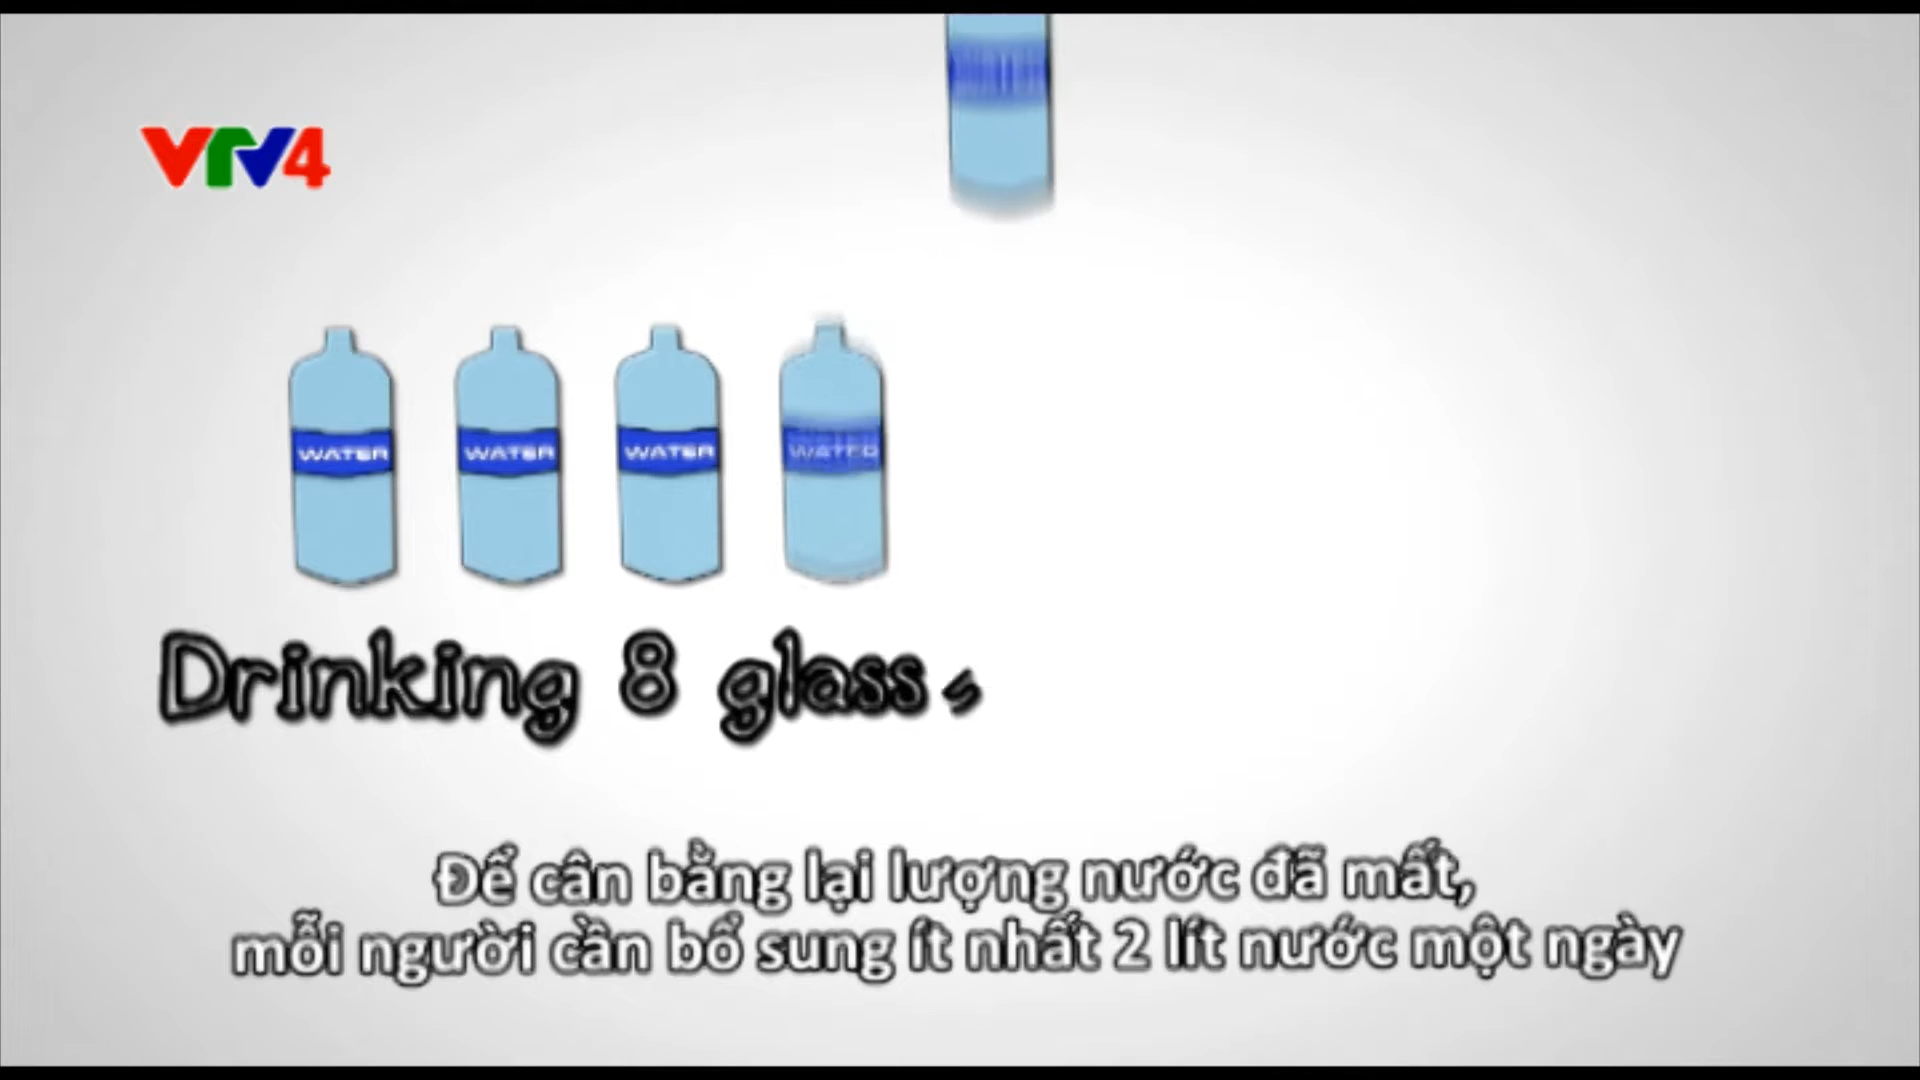 VTV4
WATER WATER WATER WATER
Drinking 8 glass
Để cân bằng lại lượng nước đã mất,
mỗi người cần bổ sung ít nhất 2 lít nước một ngày